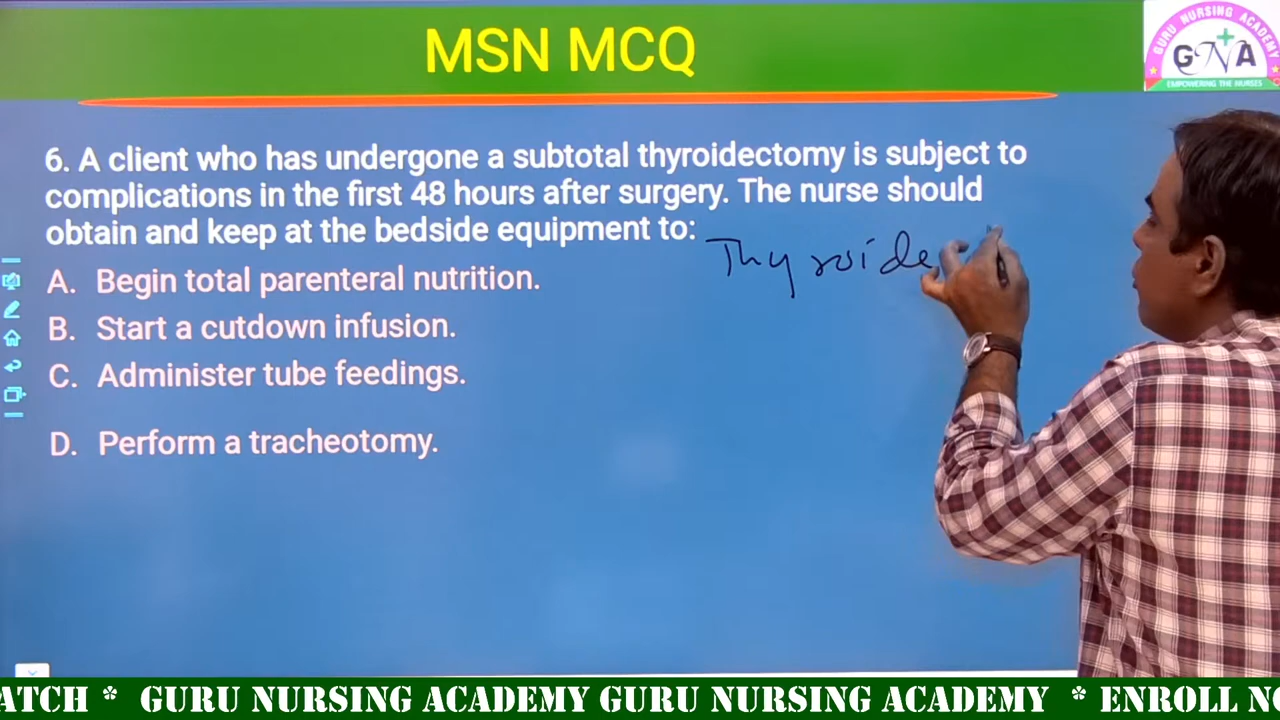 MSN MCQ
GURU NURSING ACADEMY
GNA
EMPOWERING THE NURSES
6. A client who has undergone a subtotal thyroidectomy is subject to
complications in the first 48 hours after surgery. The nurse should
obtain and keep at the bedside equipment to:
Thyroide
A. Begin total parenteral nutrition.
B. Start a cutdown infusion.
C. Administer tube feedings.
D. Perform a tracheotomy.
ATCH * GURU NURSING ACADEMY GURU NURSING ACADEMY * ENROLL NO